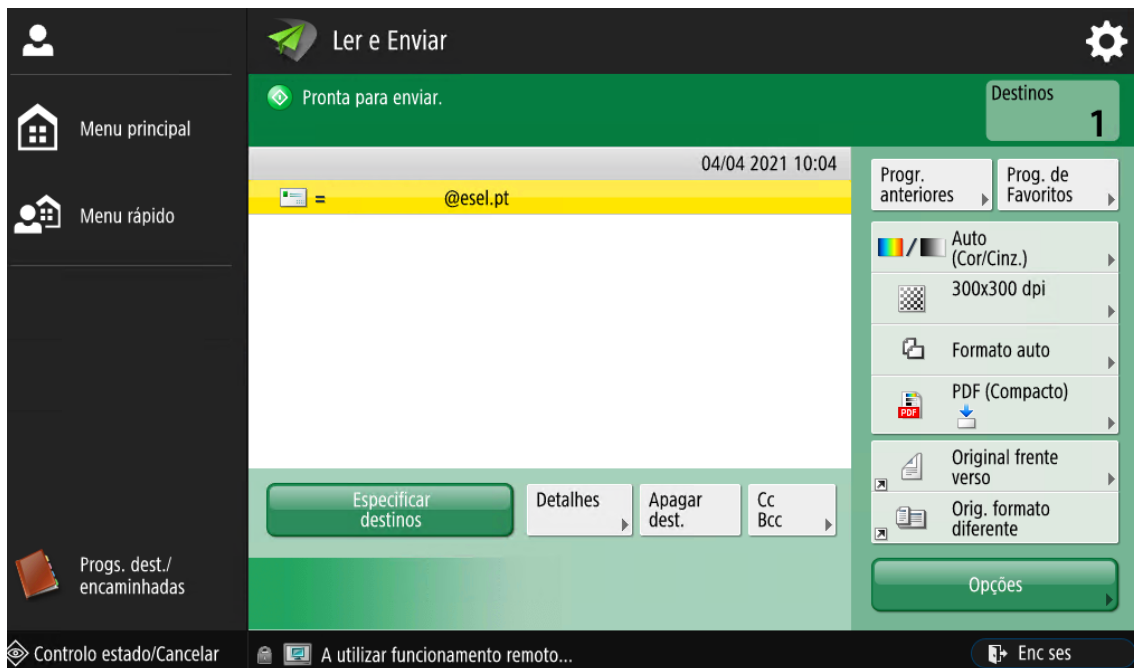 Ler e Enviar
Menu principal
Menu rápido
Progs. dest./
encaminhadas
Controlo estado/Cancelar
Pronta para enviar.
Destinos
1
04/04 2021 10:04
= @esel.pt
Especificar
destinos
Detalhes
Apagar
dest.
Cc
Bcc
Progr.
anteriores
Prog. de
Favoritos
Auto
(Cor/Cinz.)
300x300 dpi
Formato auto
PDF
PDF (Compacto)
Original frente
verso
Orig. formato
diferente
Opções
A utilizar funcionamento remoto...
Enc ses